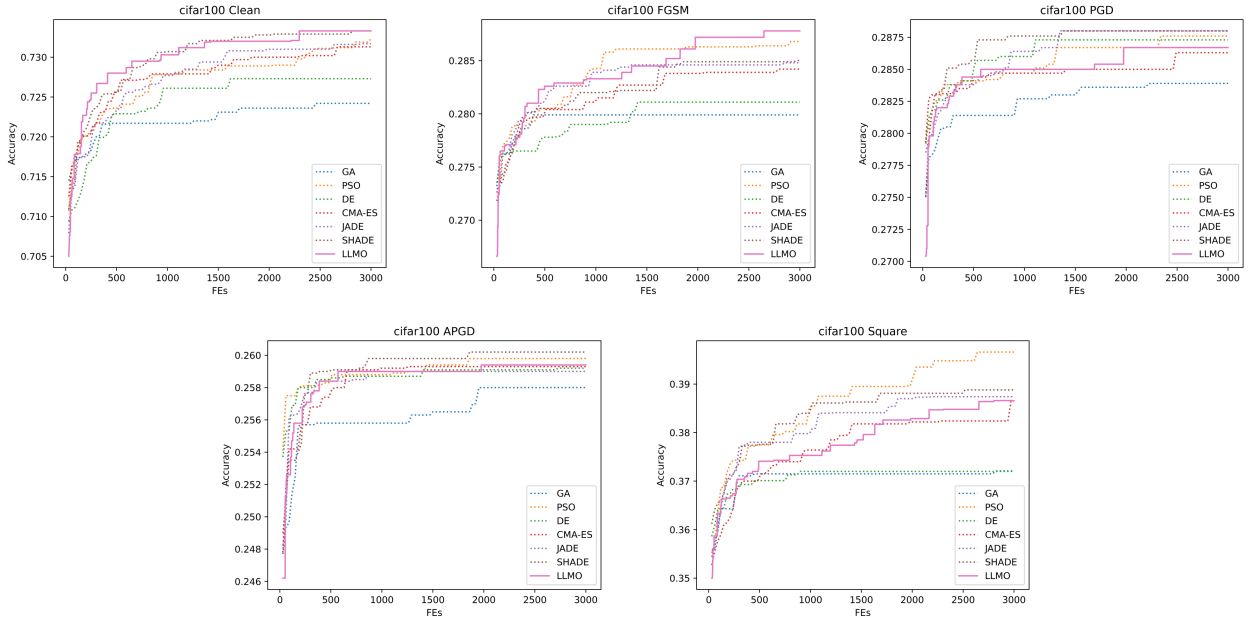 cifar100 Clean
Accuracy
0.730
0.725
0.720
0.715
0.710
0.705
0 500 1000 1500 2000 2500 3000
FEs
GA
PSO
DE
CMA-ES
JADE
SHADE
LLMO
cifar100 FGSM
Accuracy
0.285
0.280
0.275
0.270
0 500 1000 1500 2000 2500 3000
FEs
GA
PSO
DE
CMA-ES
JADE
SHADE
LLMO
cifar100 PGD
Accuracy
0.2875
0.2850
0.2825
0.2800
0.2775
0.2750
0.2725
0.2700
0 500 1000 1500 2000 2500 3000
FEs
GA
PSO
DE
CMA-ES
JADE
SHADE
LLMO
cifar100 APGD
Accuracy
0.260
0.258
0.256
0.254
0.252
0.250
0.248
0.246
0 500 1000 1500 2000 2500 3000
FEs
GA
PSO
DE
CMA-ES
JADE
SHADE
LLMO
cifar100 Square
Accuracy
0.39
0.38
0.37
0.36
0.35
0 500 1000 1500 2000 2500 3000
FEs
GA
PSO
DE
CMA-ES
JADE
SHADE
LLMO